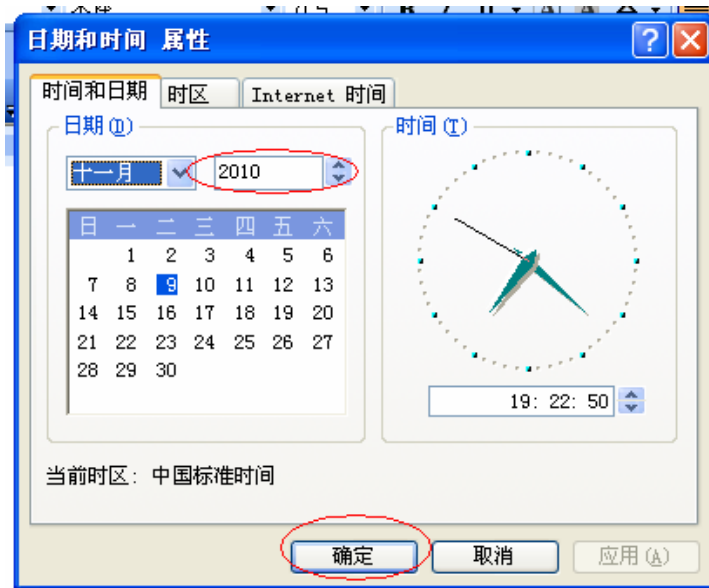 日期和时间 属性
时间和日期 时区 Internet 时间
日期(D) 时间(T)
十一月 2010
日 一 二 三 四 五 六
1 2 3 4 5 6
7 8 9 10 11 12 13
14 15 16 17 18 19 20
21 22 23 24 25 26 27
28 29 30
19: 22: 50
当前时区: 中国标准时间
确定 取消 应用(A)